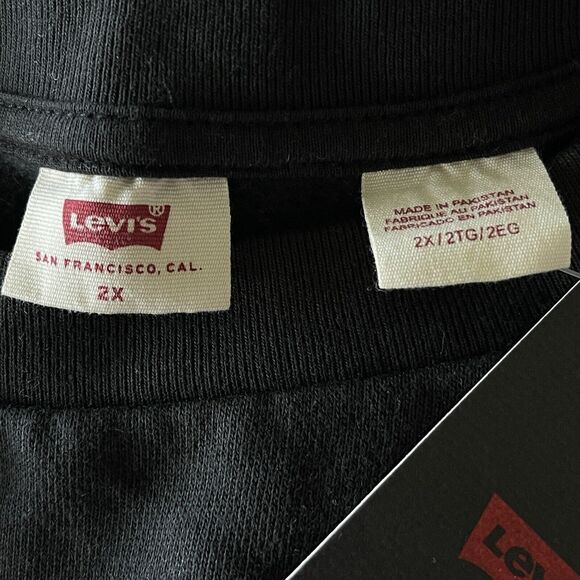 LEVI'S®
SAN FRANCISCO, CAL.
2X
MADE IN PAKISTAN
FABRIQUE AU PAKISTAN
FABRICADO EN PAKISTAN
2X/2TG/2EG
LEVI'S